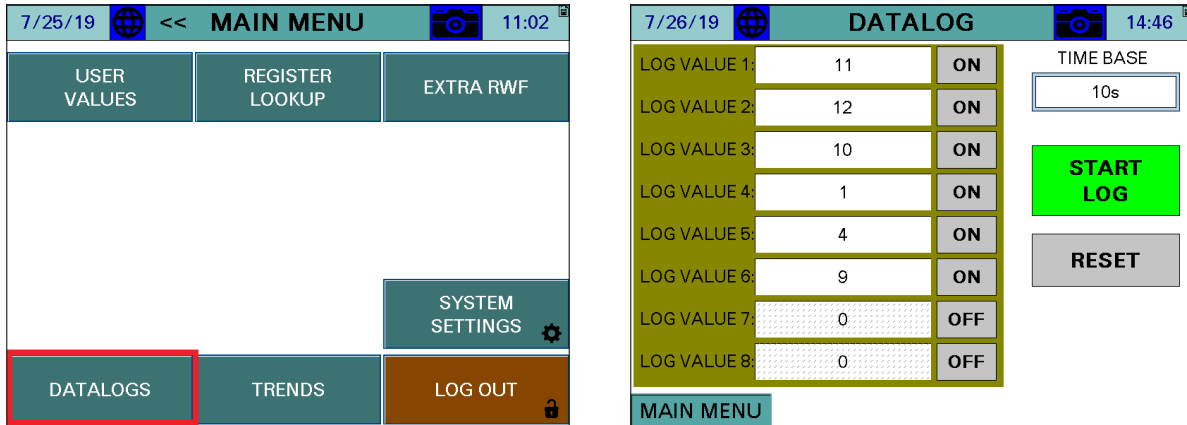 7/25/19 << MAIN MENU 11:02
USER
VALUES
REGISTER
LOOKUP
EXTRA RWF
SYSTEM
SETTINGS
DATALOGS
TRENDS
LOG OUT
7/26/19 DATALOG 14:46
LOG VALUE 1: 11 ON
LOG VALUE 2: 12 ON
LOG VALUE 3: 10 ON
LOG VALUE 4: 1 ON
LOG VALUE 5: 4 ON
LOG VALUE 6: 9 ON
LOG VALUE 7: 0 OFF
LOG VALUE 8: 0 OFF
TIME BASE
10s
START
LOG
RESET
MAIN MENU